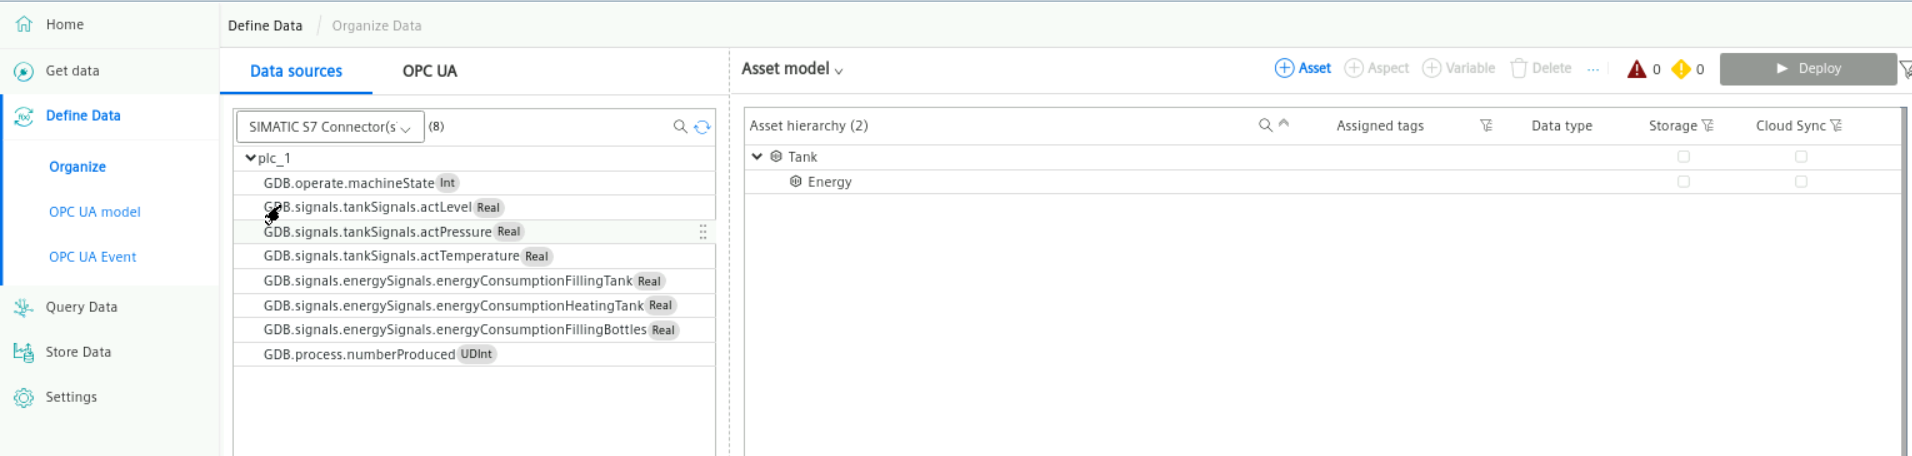 Home
Get data
Define Data
Organize
OPC UA model
OPC UA Event
Query Data
Store Data
Settings
Define Data / Organize Data
Data sources OPC UA
SIMATIC S7 Connector(s (8)
plc_1
GDB.operate.machineState Int
GDB.signals.tankSignals.actLevel Real
GDB.signals.tankSignals.actPressure Real
GDB.signals.tankSignals.actTemperature Real
GDB.signals.energySignals.energyConsumptionFillingTank Real
GDB.signals.energySignals.energyConsumptionHeatingTank Real
GDB.signals.energySignals.energyConsumptionFillingBottles Real
GDB.process.numberProduced UDInt
Asset model Asset Aspect Variable Delete ... 0 0 Deploy
Asset hierarchy (2) Assigned tags Data type Storage Cloud Sync
Tank
Energy